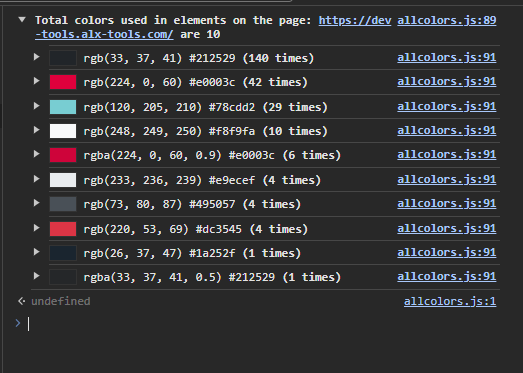 ▼ Total colors used in elements on the page: https://dev allcolors.js:89
-tools.alx-tools.com/ are 10
▶ rgb(33, 37, 41) #212529 (140 times) allcolors.js:91
▶ rgb(224, 0, 60) #e0003c (42 times) allcolors.js:91
▶ rgb(120, 205, 210) #78cdd2 (29 times) allcolors.js:91
▶ rgb(248, 249, 250) #f8f9fa (10 times) allcolors.js:91
▶ rgba(224, 0, 60, 0.9) #e0003c (6 times) allcolors.js:91
▶ rgb(233, 236, 239) #e9ecef (4 times) allcolors.js:91
▶ rgb(73, 80, 87) #495057 (4 times) allcolors.js:91
▶ rgb(220, 53, 69) #dc3545 (4 times) allcolors.js:91
▶ rgb(26, 37, 47) #1a252f (1 times) allcolors.js:91
▶ rgba(33, 37, 41, 0.5) #212529 (1 times) allcolors.js:91
undefined allcolors.js:1
>